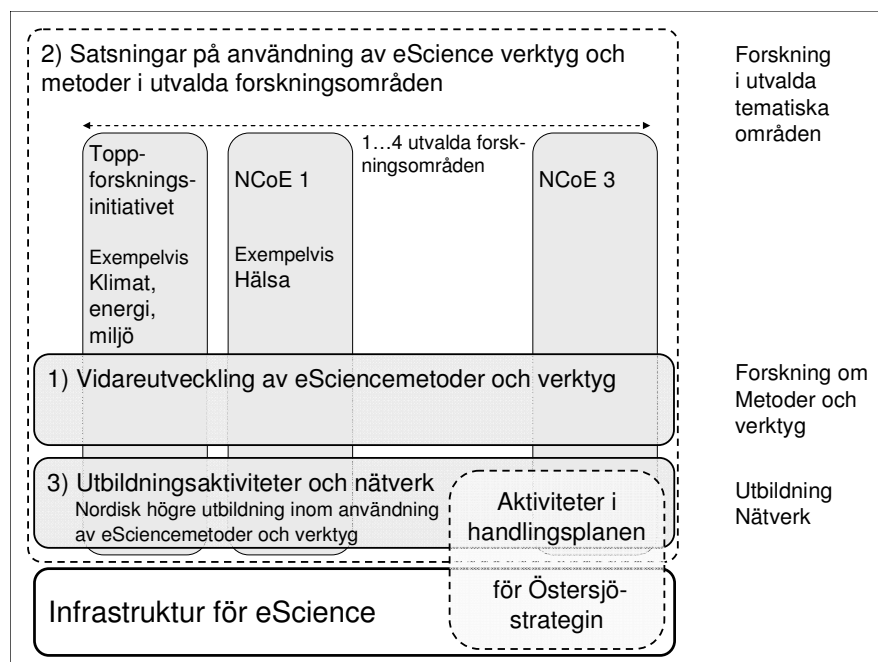 2) Satsningar på användning av eScience verktyg och
metoder i utvalda forskningsområden
Forskning
i utvalda
tematiska
områden
1…4 utvalda forsk-
ningsområden
Topp-
forsknings-
initiativet
Exempelvis
Klimat,
energi,
miljö
NCoE 1
Exempelvis
Hälsa
NCoE 3
1) Vidareutveckling av eSciencemetoder och verktyg
Forskning om
Metoder och
verktyg
3) Utbildningsaktiviteter och nätverk
Nordisk högre utbildning inom användning
av eSciencemetoder och verktyg
Utbildning
Nätverk
Aktiviteter i
handlingsplanen
för Östersjö-
strategin
Infrastruktur för eScience